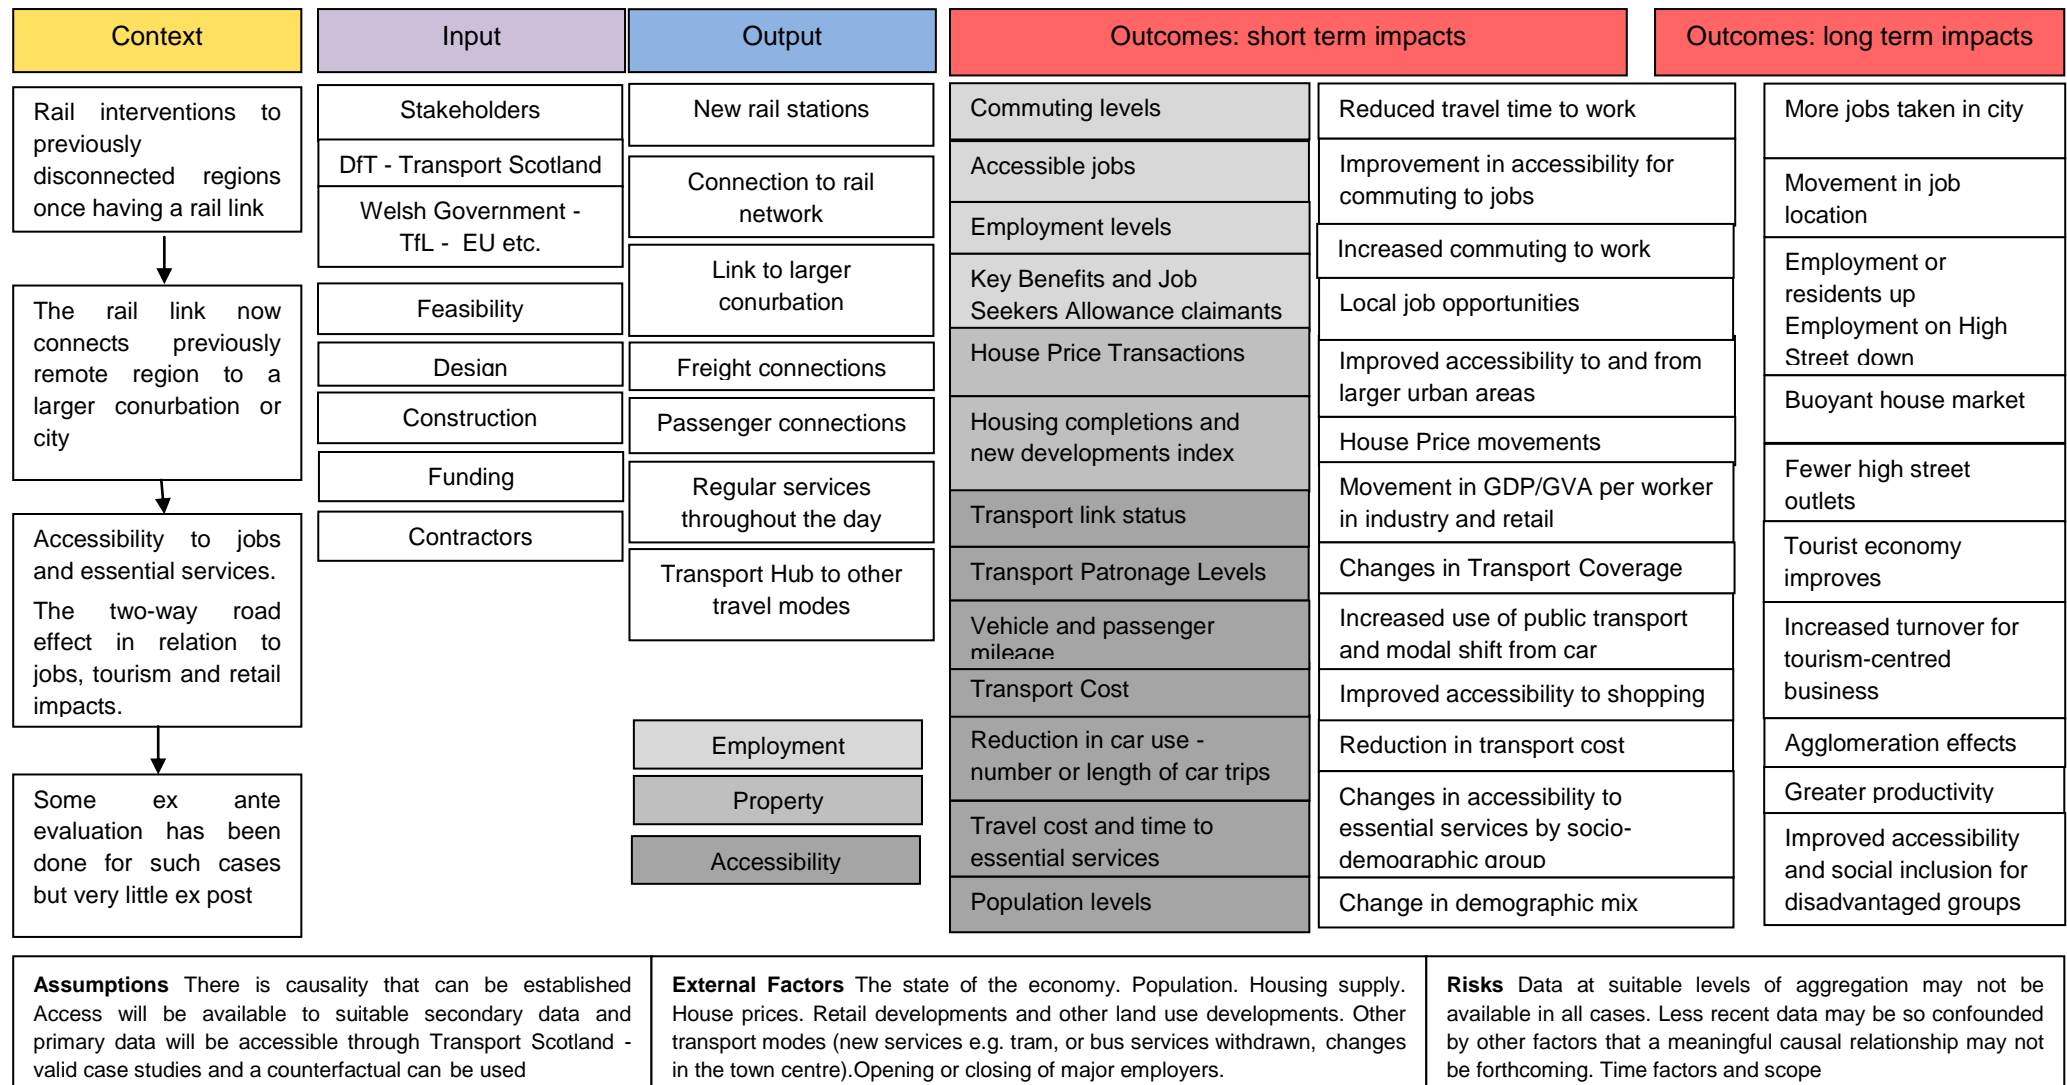 Context
Input
Output
Outcomes: short term impacts
Outcomes: long term impacts
Rail interventions to
previously
disconnected regions
once having a rail link
The rail link now
connects previously
remote region to a
larger conurbation or
city
Accessibility to jobs
and essential services.
The two-way road
effect in relation to
jobs, tourism and retail
impacts.
Some ex ante
evaluation has been
done for such cases
but very little ex post
Stakeholders
DfT - Transport Scotland
Welsh Government -
TfL - EU etc.
Feasibility
Design
Construction
Funding
Contractors
New rail stations
Connection to rail
network
Link to larger
conurbation
Freight connections
Passenger connections
Regular services
throughout the day
Transport Hub to other
travel modes
Employment
Property
Accessibility
Commuting levels
Accessible jobs
Employment levels
Key Benefits and Job
Seekers Allowance claimants
House Price Transactions
Housing completions and
new developments index
Transport link status
Transport Patronage Levels
Vehicle and passenger
mileage
Transport Cost
Reduction in car use -
number or length of car trips
Travel cost and time to
essential services
Population levels
Reduced travel time to work
Improvement in accessibility for
commuting to jobs
Increased commuting to work
Local job opportunities
Improved accessibility to and from
larger urban areas
House Price movements
Movement in GDP/GVA per worker
in industry and retail
Changes in Transport Coverage
Increased use of public transport
and modal shift from car
Improved accessibility to shopping
Reduction in transport cost
Changes in accessibility to
essential services by socio-
demographic group
Change in demographic mix
More jobs taken in city
Movement in job
location
Employment or
residents up
Employment on High
Street down
Buoyant house market
Fewer high street
outlets
Tourist economy
improves
Increased turnover for
tourism-centred
business
Agglomeration effects
Greater productivity
Improved accessibility
and social inclusion for
disadvantaged groups
Assumptions There is causality that can be established
Access will be available to suitable secondary data and
primary data will be accessible through Transport Scotland -
valid case studies and a counterfactual can be used
External Factors The state of the economy. Population. Housing supply.
House prices. Retail developments and other land use developments. Other
transport modes (new services e.g. tram, or bus services withdrawn, changes
in the town centre).Opening or closing of major employers.
Risks Data at suitable levels of aggregation may not be
available in all cases. Less recent data may be so confounded
by other factors that a meaningful causal relationship may not
be forthcoming. Time factors and scope